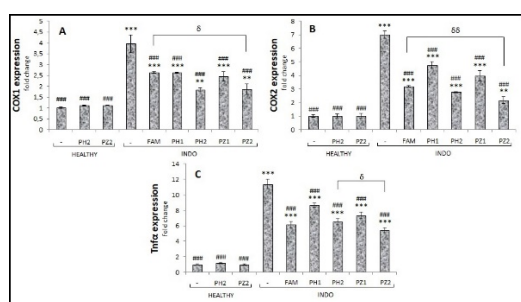 A
COX1 expression
fold change
4,5
4
3,5
3
2,5
2
1,5
1
0,5
0
***
δ
### ### ### ### ### ### ### ###
*** *** ** *** **
- PH2 PZ2 - FAM PH1 PH2 PZ1 PZ2
HEALTHY INDO
B
COX2 expression
fold change
8
7
6
5
4
3
2
1
0
***
δδ
### ### ### ### ### ### ### ###
*** *** *** *** **
- PH2 PZ2 - FAM PH1 PH2 PZ1 PZ2
HEALTHY INDO
C
Tnfα expression
fold change
14
12
10
8
6
4
2
0
***
δ
### ### ### ### ### ### ### ###
*** *** *** *** ***
- PH2 PZ2 - FAM PH1 PH2 PZ1 PZ2
HEALTHY INDO